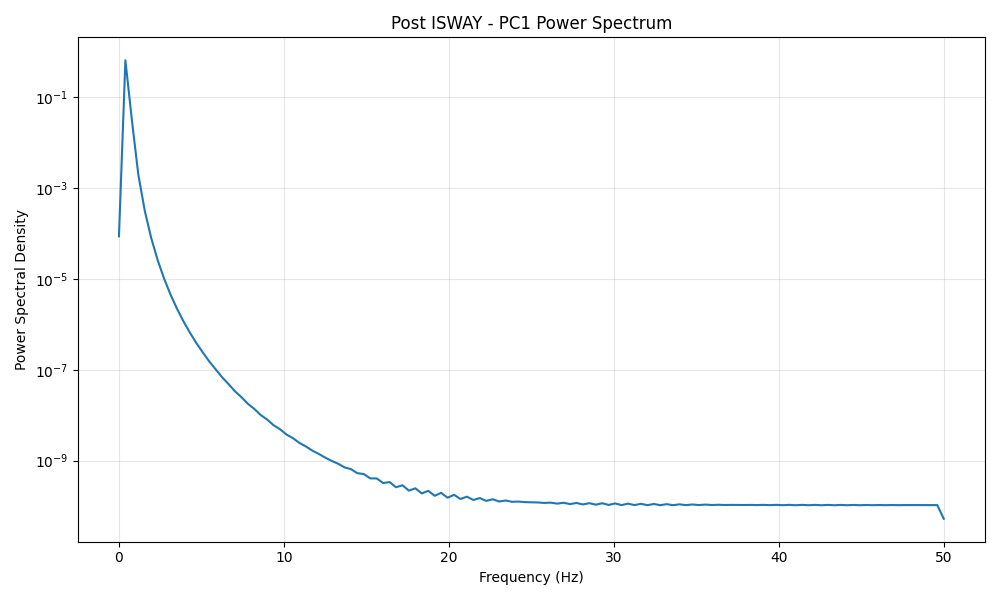 Post ISWAY - PC1 Power Spectrum
Power Spectral Density
10⁻¹
10⁻³
10⁻⁵
10⁻⁷
10⁻⁹
0 10 20 30 40 50
Frequency (Hz)